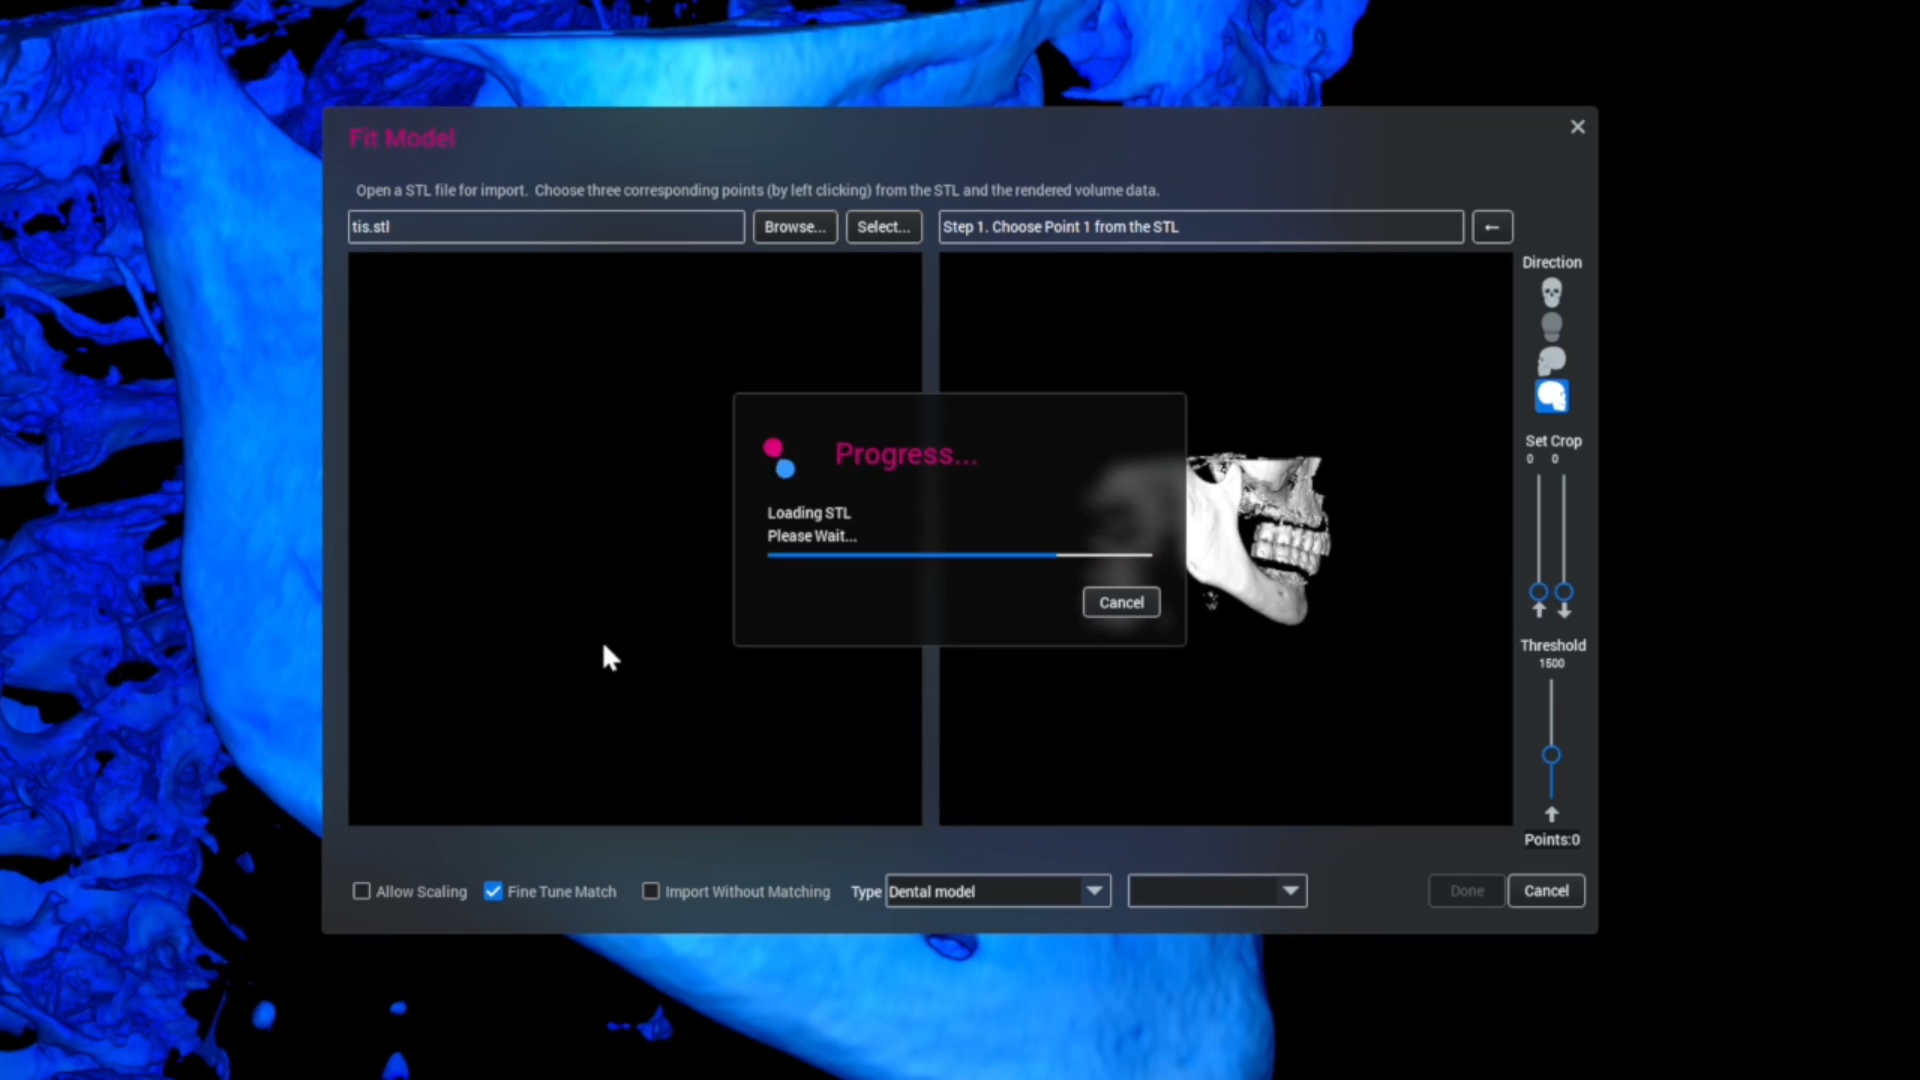 Fit Model
Open a STL file for import. Choose three corresponding points (by left clicking) from the STL and the rendered volume data.
tis.stl Browse... Select... Step 1. Choose Point 1 from the STL ←
Direction
Set Crop
0 0
Progress...
Loading STL
Please Wait...
Cancel
Threshold
1500
Points:0
Allow Scaling Fine Tune Match Import Without Matching Type Dental model Done Cancel